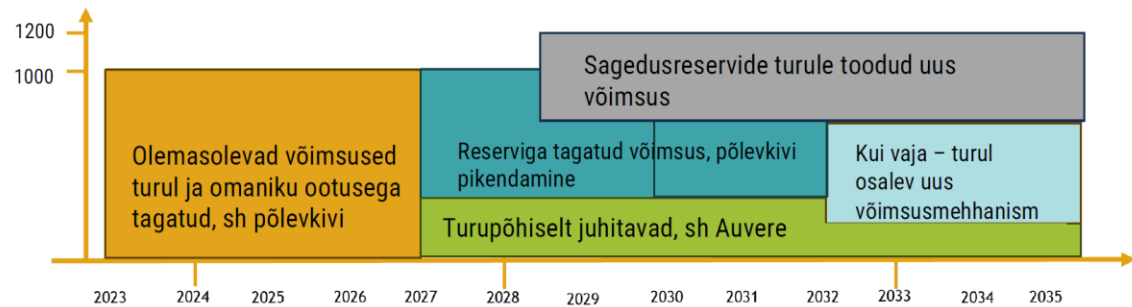 1200
1000
Sagedusreservide turule toodud uus
võimsus
Olemasolevad võimsused
turul ja omaniku ootusega
tagatud, sh põlevkivi
Reserviga tagatud võimsus, põlevkivi
pikendamine
Kui vaja – turul
osalev uus
võimsusmehhanism
Turupõhiselt juhitavad, sh Auvere
2023 2024 2025 2026 2027 2028 2029 2030 2031 2032 2033 2034 2035